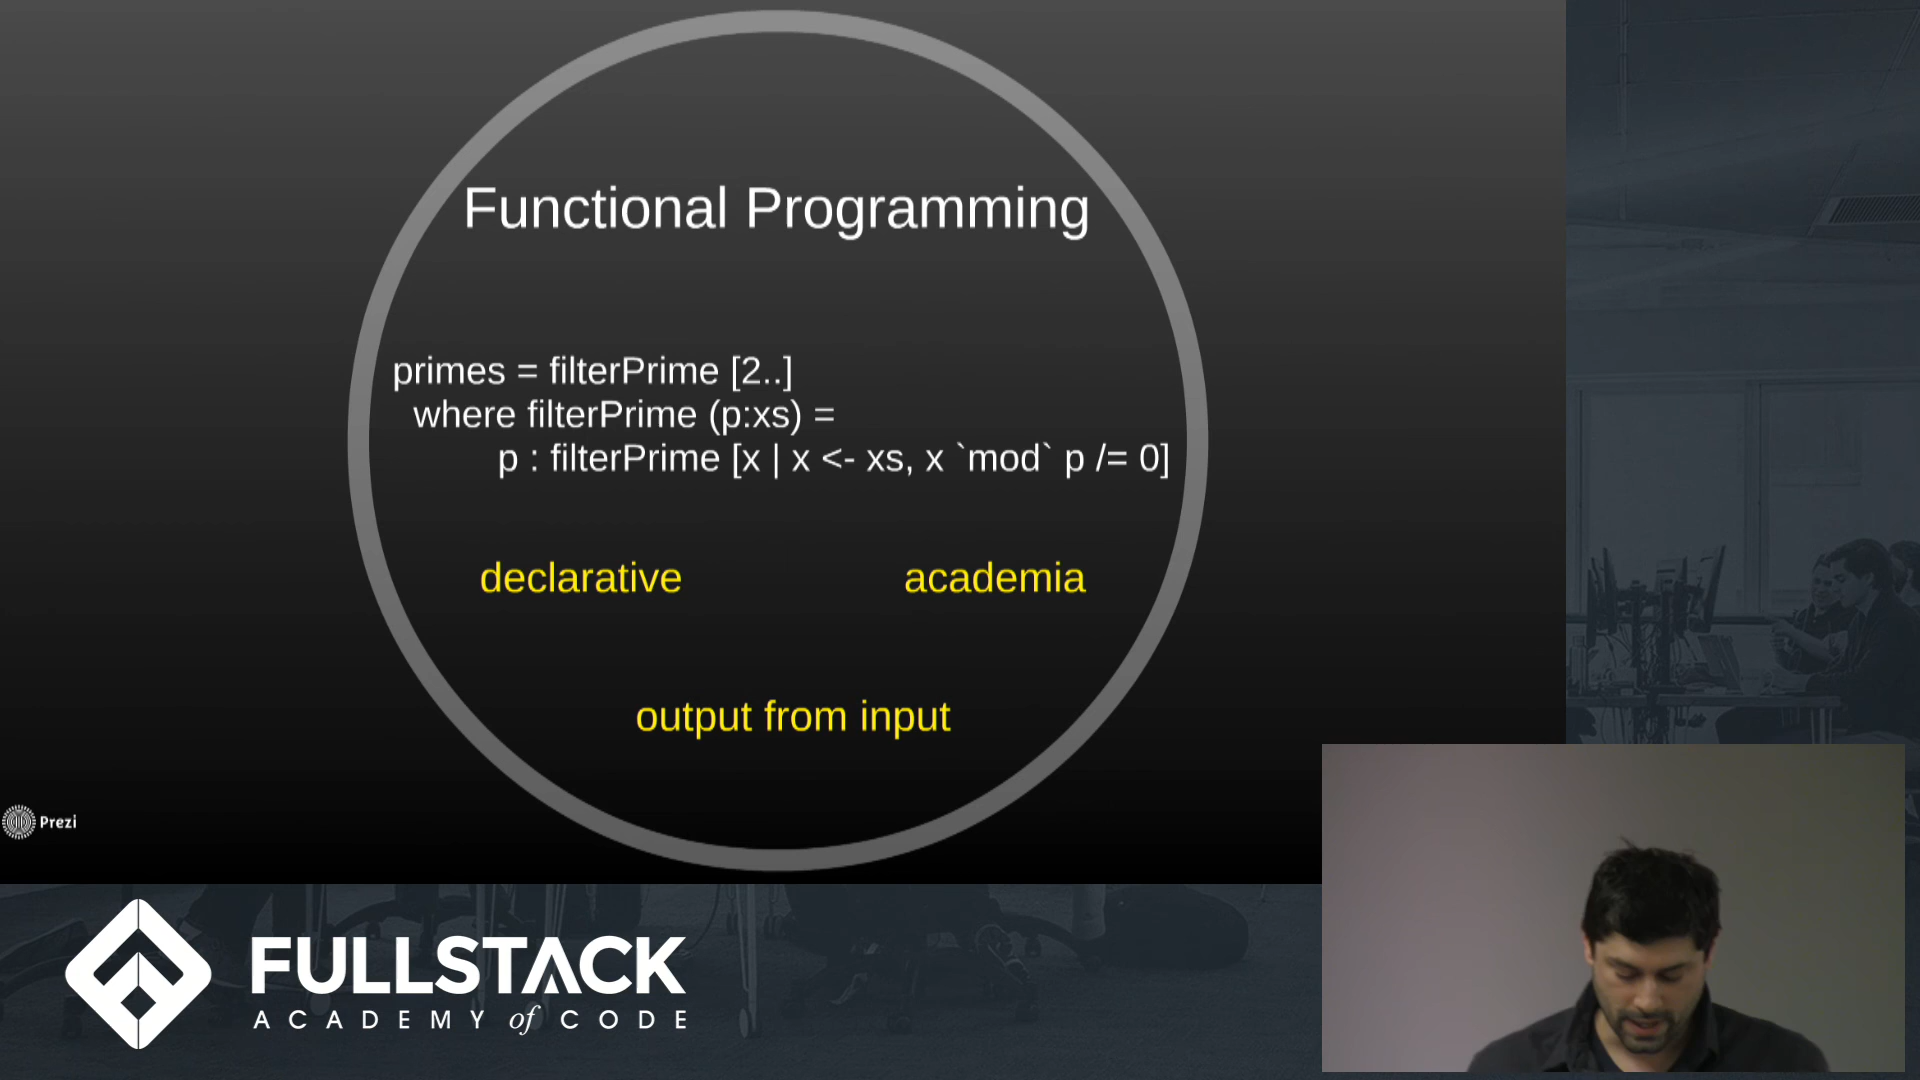 Functional Programming
primes = filterPrime [2..]
where filterPrime (p:xs) =
p : filterPrime [x | x <- xs, x `mod` p /= 0]
declarative academia
output from input
Prezi
FULLSTACK
ACADEMY of CODE